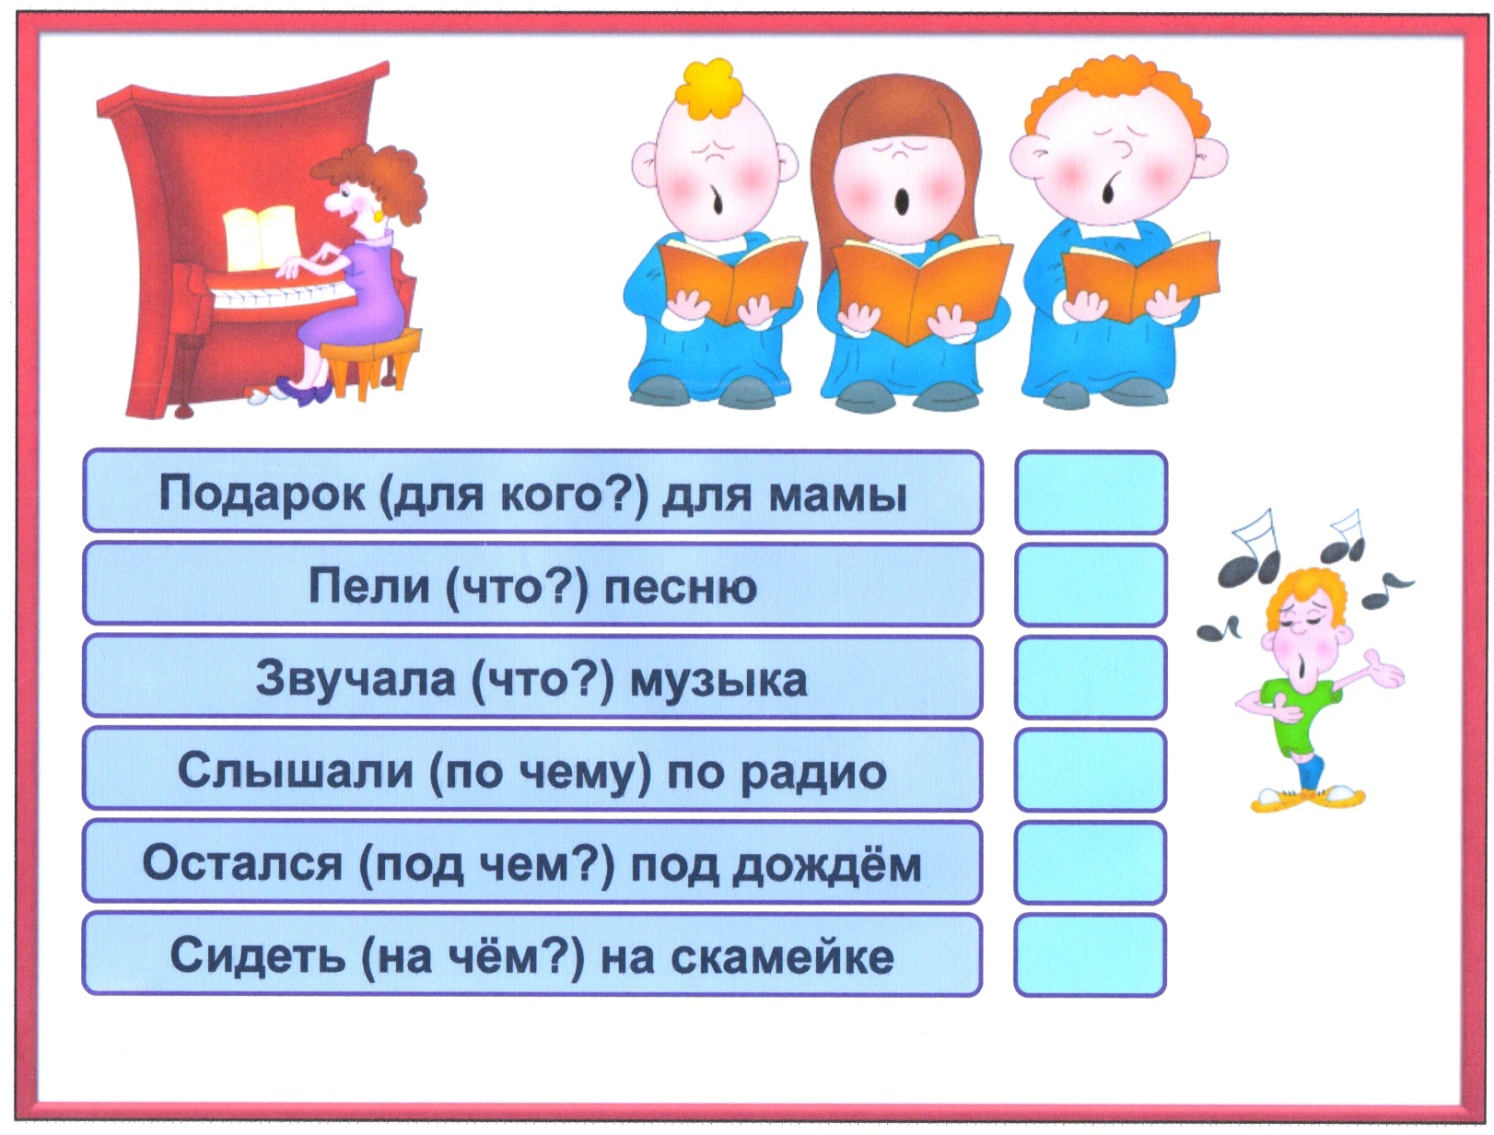 Подарок (для кого?) для мамы
Пели (что?) песню
Звучала (что?) музыка
Слышали (по чему) по радио
Остался (под чем?) под дождём
Сидеть (на чём?) на скамейке